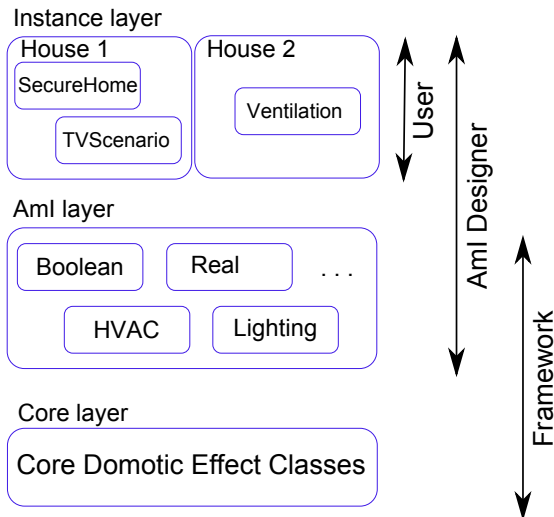 Instance layer
House 1
House 2
SecureHome
Ventilation
TVScenario
User
AmI Designer
AmI layer
Boolean
Real
. . .
HVAC
Lighting
Framework
Core layer
Core Domotic Effect Classes